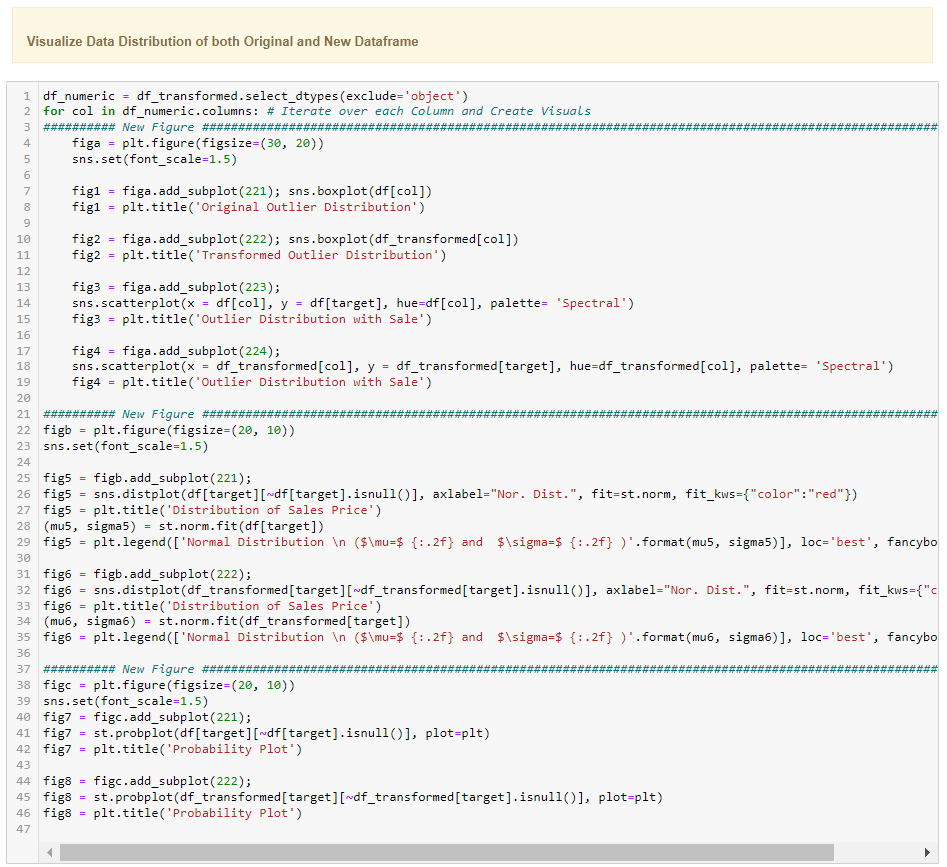 Visualize Data Distribution of both Original and New Dataframe
1 df_numeric = df_transformed.select_dtypes(exclude='object')
2 for col in df_numeric.columns: # Iterate over each Column and Create Visuals
3 ########## New Figure ######################################################################################################
4     figa = plt.figure(figsize=(30, 20))
5     sns.set(font_scale=1.5)
6
7     fig1 = figa.add_subplot(221); sns.boxplot(df[col])
8     fig1 = plt.title('Original Outlier Distribution')
9
10     fig2 = figa.add_subplot(222); sns.boxplot(df_transformed[col])
11     fig2 = plt.title('Transformed Outlier Distribution')
12
13     fig3 = figa.add_subplot(223);
14     sns.scatterplot(x = df[col], y = df[target], hue=df[col], palette= 'Spectral')
15     fig3 = plt.title('Outlier Distribution with Sale')
16
17     fig4 = figa.add_subplot(224);
18     sns.scatterplot(x = df_transformed[col], y = df_transformed[target], hue=df_transformed[col], palette= 'Spectral')
19     fig4 = plt.title('Outlier Distribution with Sale')
20
21 ########## New Figure ######################################################################################################
22 figb = plt.figure(figsize=(20, 10))
23 sns.set(font_scale=1.5)
24
25 fig5 = figb.add_subplot(221);
26 fig5 = sns.distplot(df[target][~df[target].isnull()], axlabel="Nor. Dist.", fit=st.norm, fit_kws={"color":"red"})
27 fig5 = plt.title('Distribution of Sales Price')
28 (mu5, sigma5) = st.norm.fit(df[target])
29 fig5 = plt.legend(['Normal Distribution \n ($\mu=$ {:.2f} and  $\sigma=$ {:.2f} )'.format(mu5, sigma5)], loc='best', fancybo
30
31 fig6 = figb.add_subplot(222);
32 fig6 = sns.distplot(df_transformed[target][~df_transformed[target].isnull()], axlabel="Nor. Dist.", fit=st.norm, fit_kws={"c
33 fig6 = plt.title('Distribution of Sales Price')
34 (mu6, sigma6) = st.norm.fit(df_transformed[target])
35 fig6 = plt.legend(['Normal Distribution \n ($\mu=$ {:.2f} and  $\sigma=$ {:.2f} )'.format(mu6, sigma6)], loc='best', fancybo
36
37 ########## New Figure ######################################################################################################
38 figc = plt.figure(figsize=(20, 10))
39 sns.set(font_scale=1.5)
40 fig7 = figc.add_subplot(221);
41 fig7 = st.probplot(df[target][~df[target].isnull()], plot=plt)
42 fig7 = plt.title('Probability Plot')
43
44 fig8 = figc.add_subplot(222);
45 fig8 = st.probplot(df_transformed[target][~df_transformed[target].isnull()], plot=plt)
46 fig8 = plt.title('Probability Plot')
47